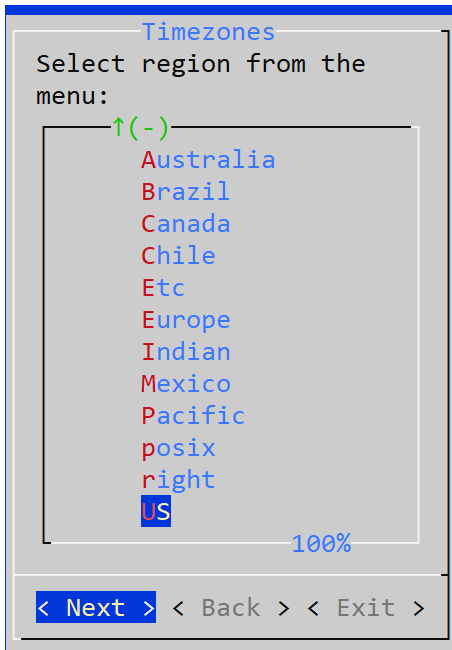 Timezones
Select region from the
menu:
↑(-)
Australia
Brazil
Canada
Chile
Etc
Europe
Indian
Mexico
Pacific
posix
right
US
100%
< Next > < Back > < Exit >